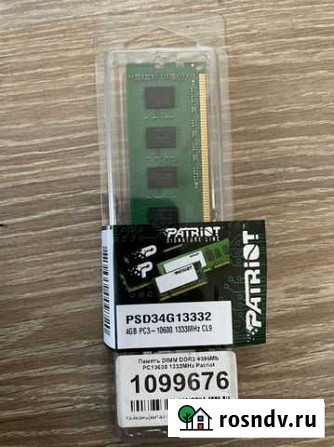 PATRIOT
SIGNATURE LINE
PATRIOT
PSD34G13332
4GB PC3-10600 1333MHz CL9
Память DIMM DDR3 4096Mb
PC10600 1333MHz Patriot
1099676
rosndv.ru